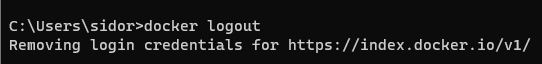 C:\Users\sidor>docker logout
Removing login credentials for https://index.docker.io/v1/